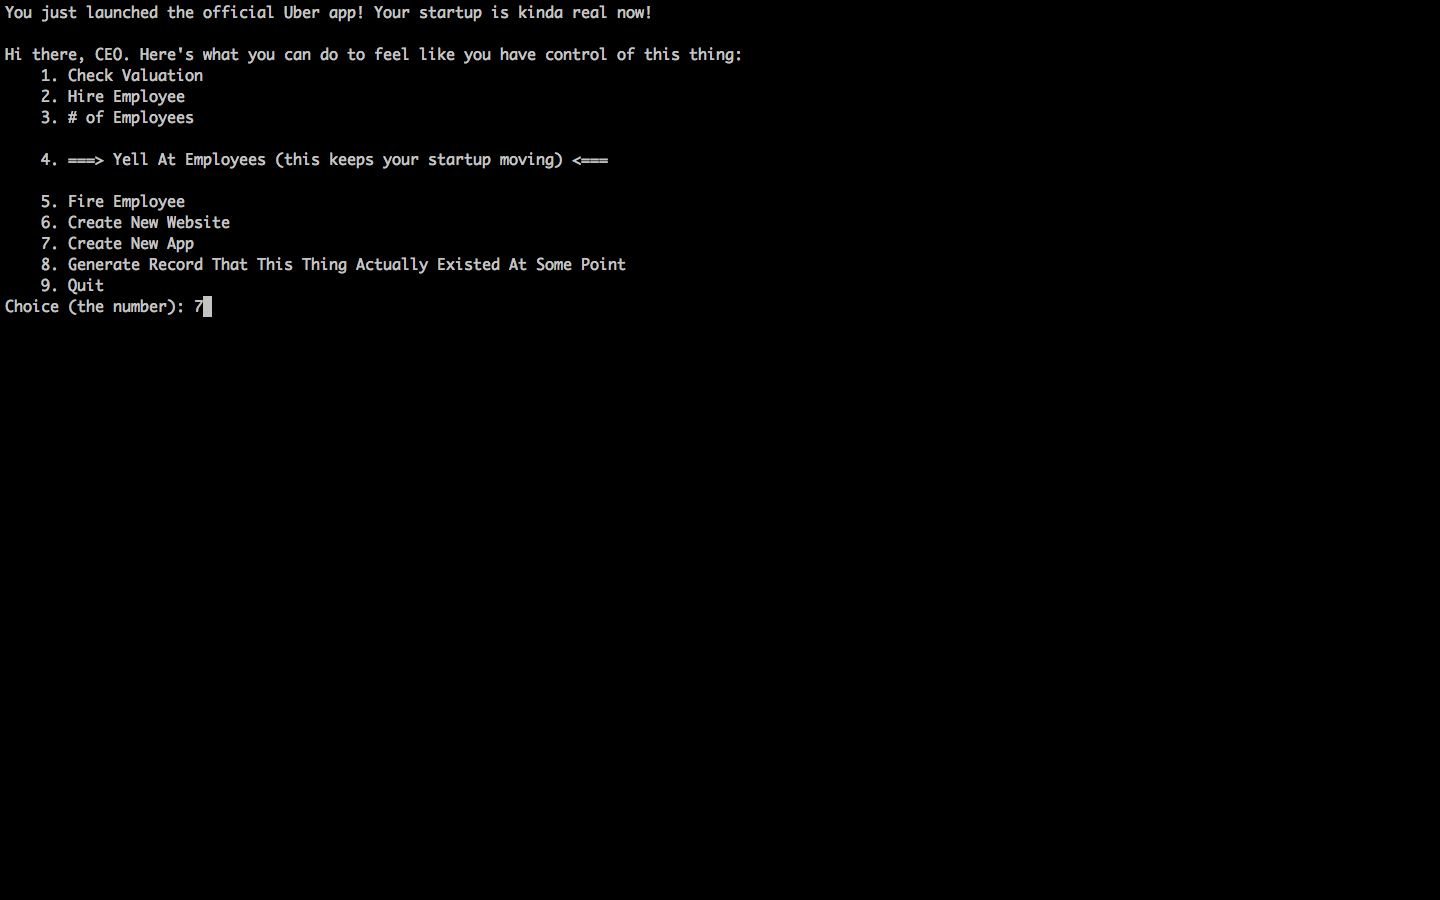 You just launched the official Uber app! Your startup is kinda real now!
Hi there, CEO. Here's what you can do to feel like you have control of this thing:
1. Check Valuation
2. Hire Employee
3. # of Employees
4. ===> Yell At Employees (this keeps your startup moving) <===
5. Fire Employee
6. Create New Website
7. Create New App
8. Generate Record That This Thing Actually Existed At Some Point
9. Quit
Choice (the number): 7